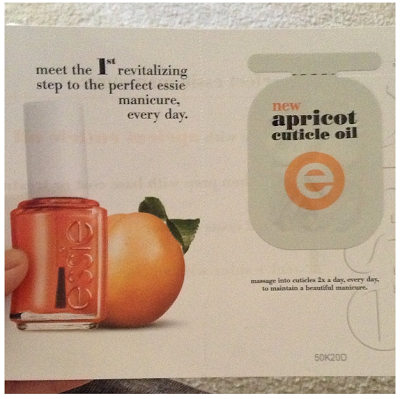 meet the 1st revitalizing
step to the perfect essie
manicure,
every day.
essie
new
apricot
cuticle oil
e
massage into cuticles 2x a day, every day,
to maintain a beautiful manicure.
50K20D